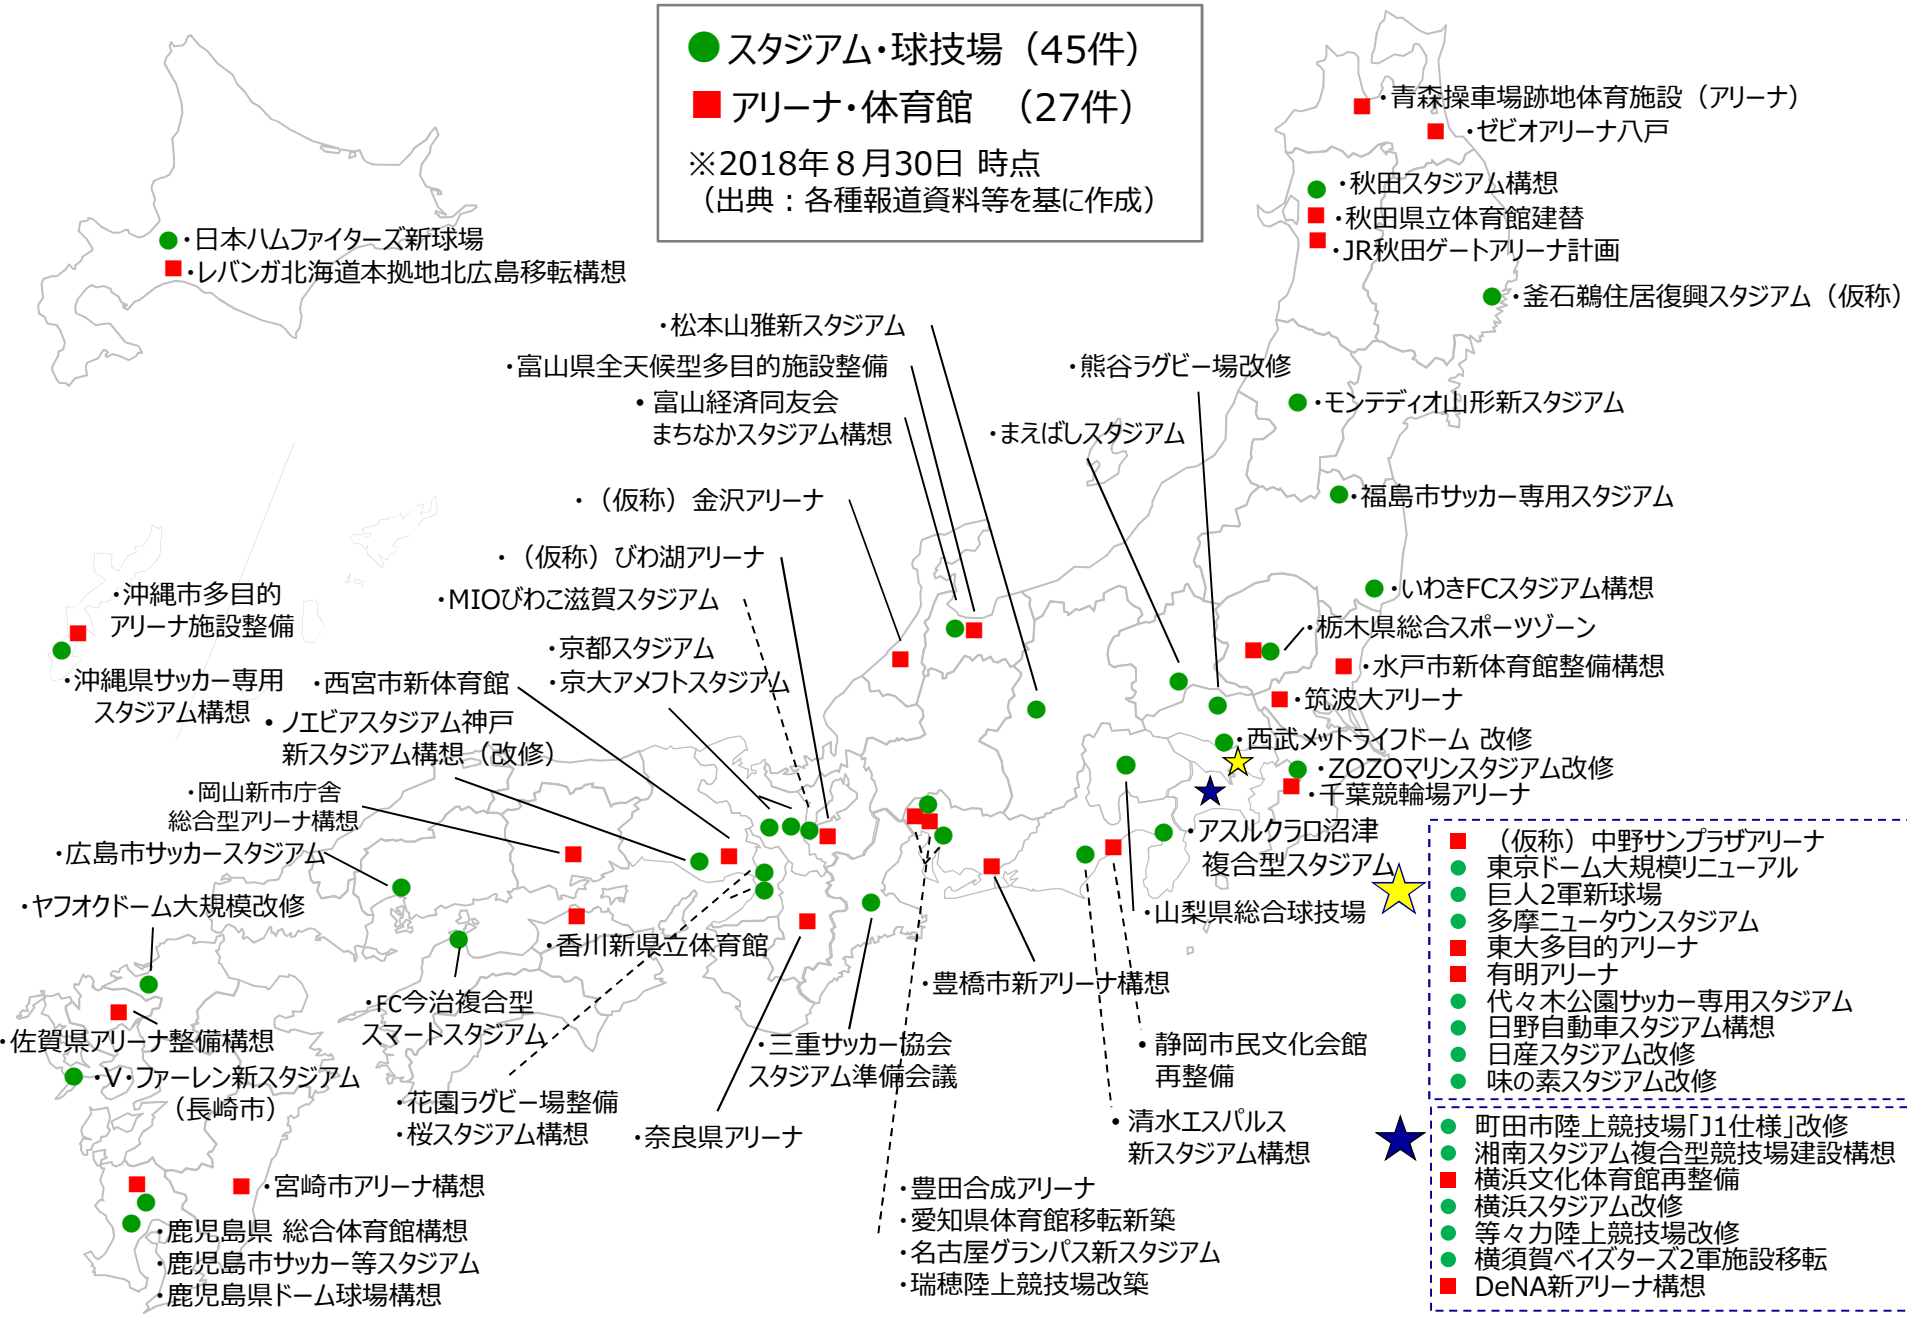 スタジアム・球技場（45件）
アリーナ・体育館　（27件）
※2018年８月30日 時点
（出典：各種報道資料等を基に作成）
・青森操車場跡地体育施設（アリーナ）
・ゼビオアリーナ八戸
・秋田スタジアム構想
・秋田県立体育館建替
・JR秋田ゲートアリーナ計画
・釜石鵜住居復興スタジアム（仮称）
・日本ハムファイターズ新球場
・レバンガ北海道本拠地北広島移転構想
・松本山雅新スタジアム
・富山県全天候型多目的施設整備
• 富山経済同友会
まちなかスタジアム構想
・熊谷ラグビー場改修
・まえばしスタジアム
・モンテディオ山形新スタジアム
・福島市サッカー専用スタジアム
・いわきFCスタジアム構想
・栃木県総合スポーツゾーン
・水戸市新体育館整備構想
・筑波大アリーナ
・西武メットライフドーム 改修
・ZOZOマリンスタジアム改修
・千葉競輪場アリーナ
・（仮称）金沢アリーナ
・（仮称）びわ湖アリーナ
・MIOびわこ滋賀スタジアム
・京都スタジアム
・京大アメフトスタジアム
・沖縄市多目的
アリーナ施設整備
・沖縄県サッカー専用
スタジアム構想
・西宮市新体育館
• ノエビアスタジアム神戸
新スタジアム構想（改修）
・岡山新市庁舎
総合型アリーナ構想
・広島市サッカースタジアム
・ヤフオクドーム大規模改修
・香川新県立体育館
・FC今治複合型
スマートスタジアム
・佐賀県アリーナ整備構想
・V・ファーレン新スタジアム
（長崎市）
・花園ラグビー場整備
・桜スタジアム構想
・奈良県アリーナ
・三重サッカー協会
スタジアム準備会議
・豊橋市新アリーナ構想
・アスルクラロ沼津
複合型スタジアム
・山梨県総合球技場
• 静岡市民文化会館
再整備
• 清水エスパルス
新スタジアム構想
・宮崎市アリーナ構想
・鹿児島県 総合体育館構想
・鹿児島市サッカー等スタジアム
・鹿児島県ドーム球場構想
・豊田合成アリーナ
・愛知県体育館移転新築
・名古屋グランパス新スタジアム
・瑞穂陸上競技場改築
（仮称）中野サンプラザアリーナ
東京ドーム大規模リニューアル
巨人2軍新球場
多摩ニュータウンスタジアム
東大多目的アリーナ
有明アリーナ
代々木公園サッカー専用スタジアム
日野自動車スタジアム構想
日産スタジアム改修
味の素スタジアム改修
町田市陸上競技場「J1仕様」改修
湘南スタジアム複合型競技場建設構想
横浜文化体育館再整備
横浜スタジアム改修
等々力陸上競技場改修
横須賀ベイズターズ2軍施設移転
DeNA新アリーナ構想